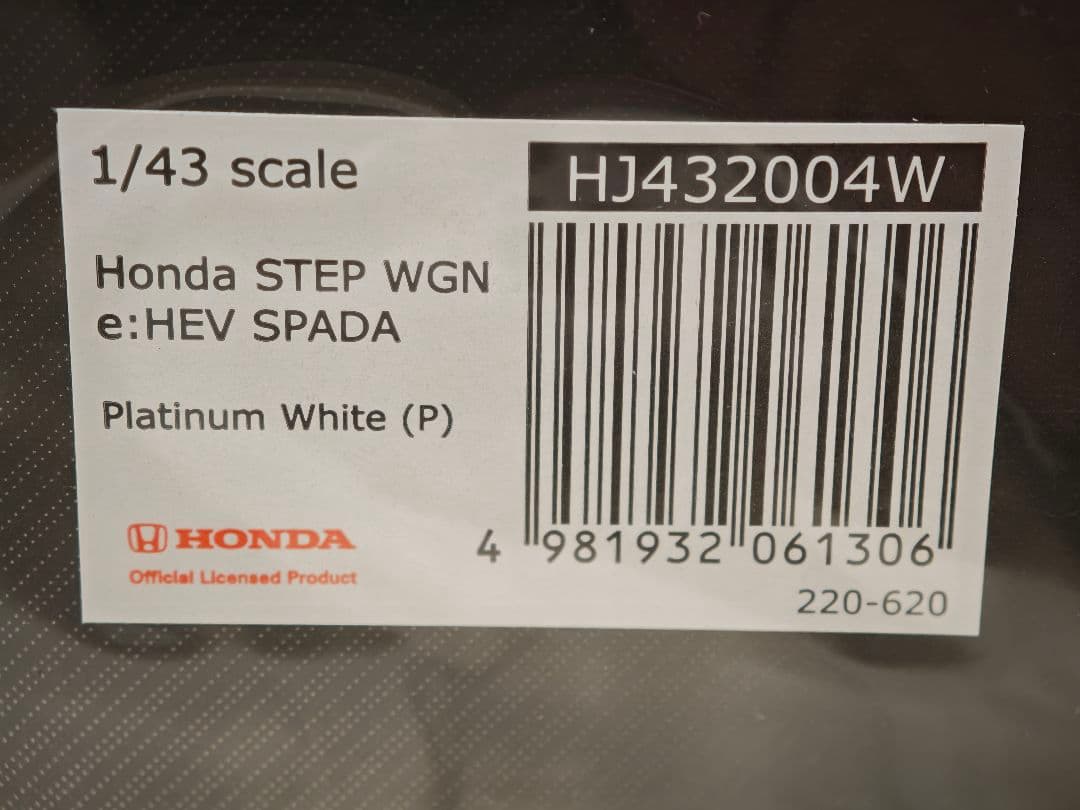 1/43 scale
HJ432004W
Honda STEP WGN
e:HEV SPADA
Platinum White (P)
HONDA
Official Licensed Product
4 981932 061306
220-620